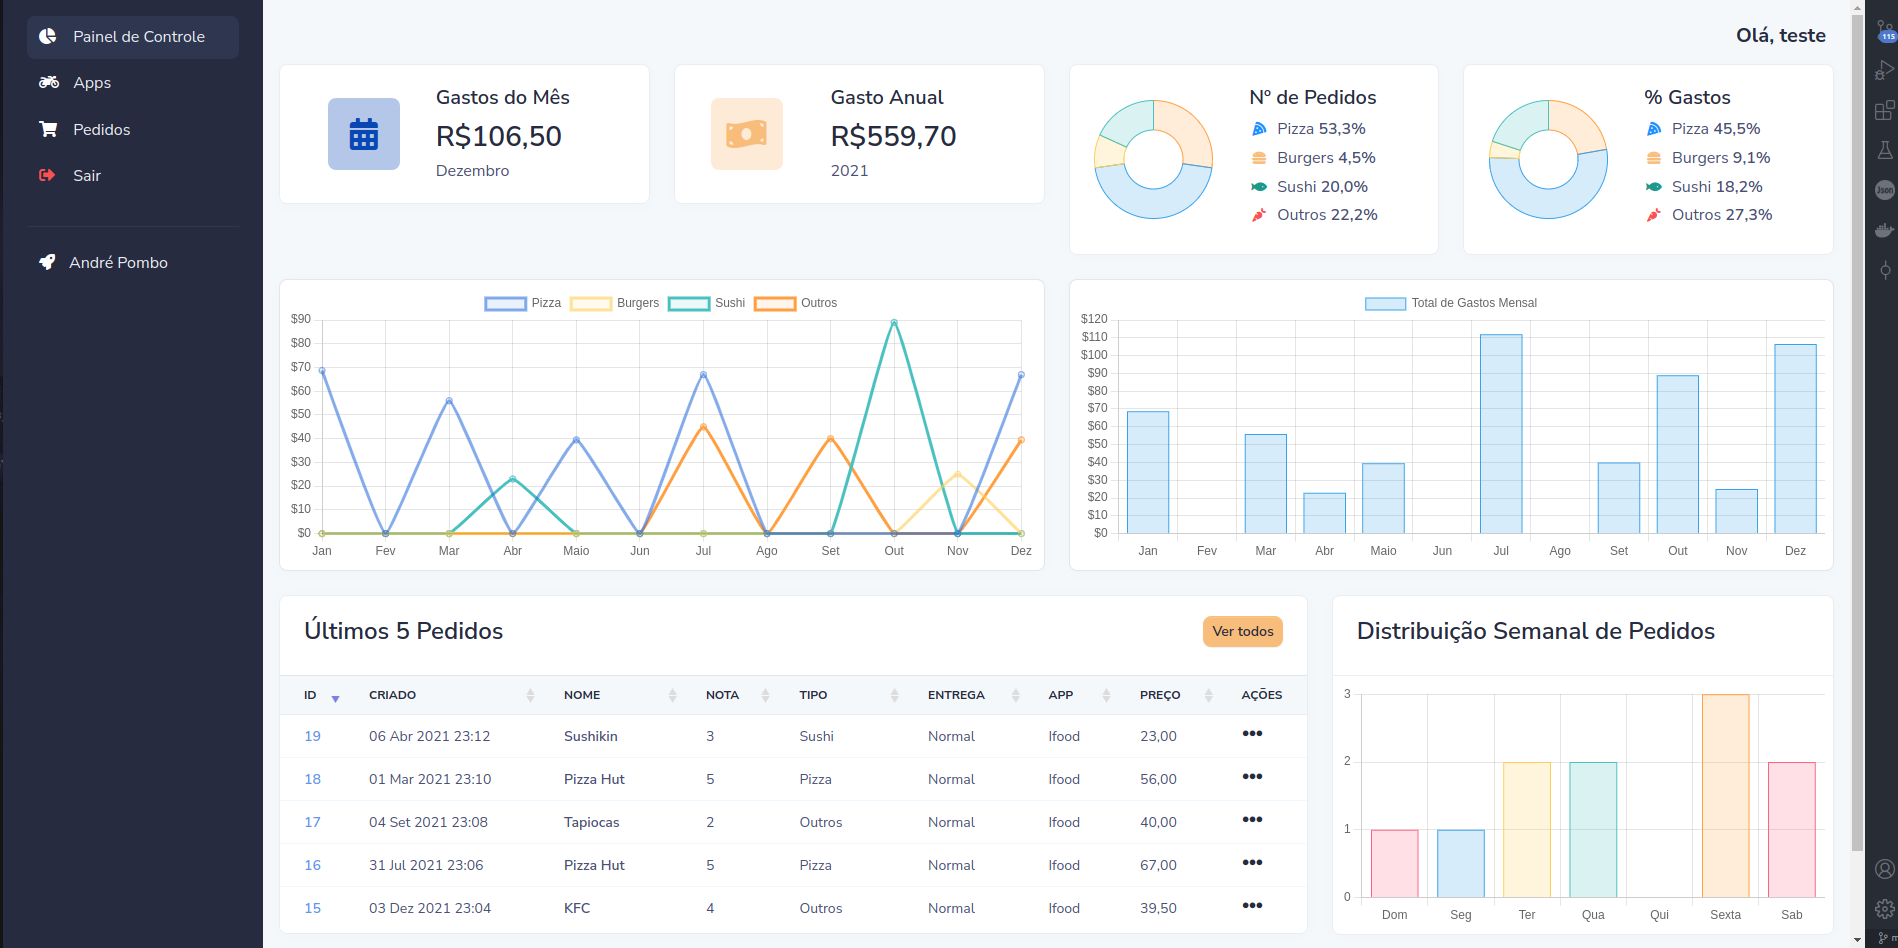 Painel de Controle
Apps
Pedidos
Sair
André Pombo
Olá, teste
Gastos do Mês
R$106,50
Dezembro
Gasto Anual
R$559,70
2021
Nº de Pedidos
Pizza 53,3%
Burgers 4,5%
Sushi 20,0%
Outros 22,2%
% Gastos
Pizza 45,5%
Burgers 9,1%
Sushi 18,2%
Outros 27,3%
Pizza Burgers Sushi Outros
$90
$80
$70
$60
$50
$40
$30
$20
$10
$0
Jan Fev Mar Abr Maio Jun Jul Ago Set Out Nov Dez
Total de Gastos Mensal
$120
$110
$100
$90
$80
$70
$60
$50
$40
$30
$20
$10
$0
Jan Fev Mar Abr Maio Jun Jul Ago Set Out Nov Dez
Últimos 5 Pedidos
Ver todos
ID CRIADO NOME NOTA TIPO ENTREGA APP PREÇO AÇÕES
19 06 Abr 2021 23:12 Sushikin 3 Sushi Normal Ifood 23,00 •••
18 01 Mar 2021 23:10 Pizza Hut 5 Pizza Normal Ifood 56,00 •••
17 04 Set 2021 23:08 Tapiocas 2 Outros Normal Ifood 40,00 •••
16 31 Jul 2021 23:06 Pizza Hut 5 Pizza Normal Ifood 67,00 •••
15 03 Dez 2021 23:04 KFC 4 Outros Normal Ifood 39,50 •••
Distribuição Semanal de Pedidos
3
2
1
0
Dom Seg Ter Qua Qui Sexta Sab
115
Json